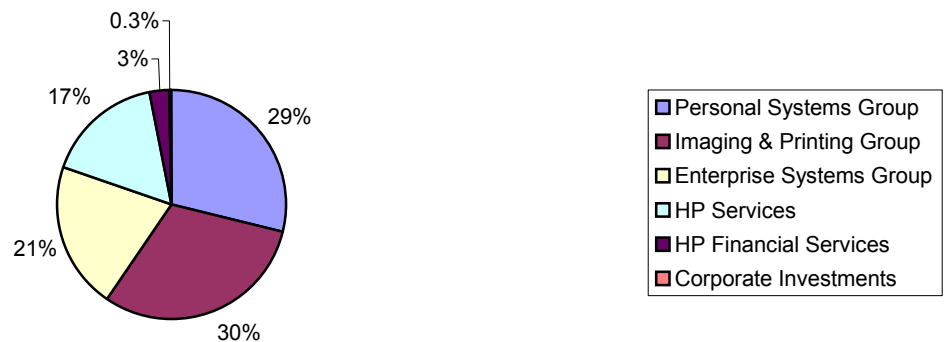 0.3%
3%
17%
29%
21%
30%
Personal Systems Group
Imaging & Printing Group
Enterprise Systems Group
HP Services
HP Financial Services
Corporate Investments